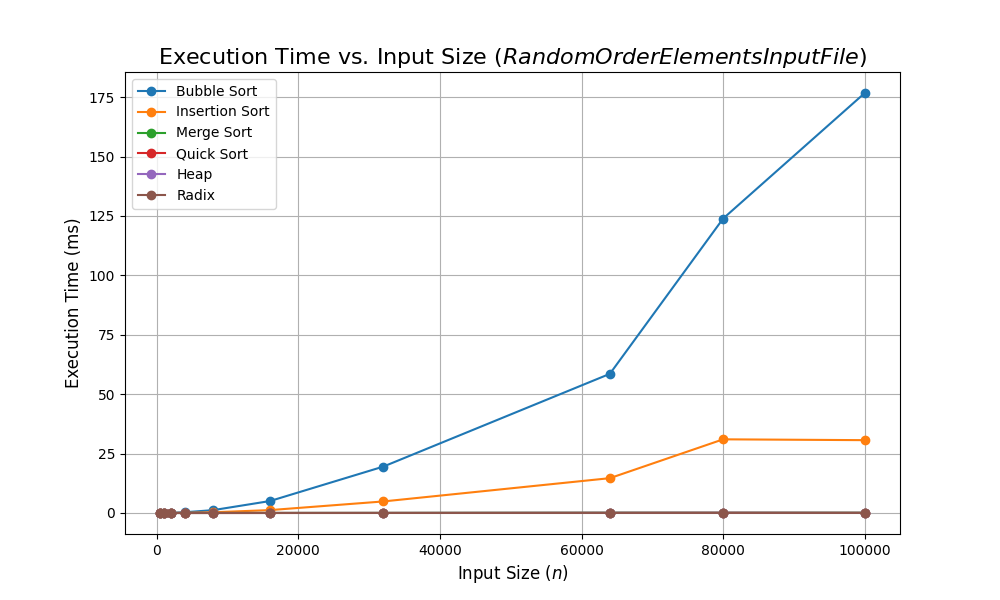 Execution Time vs. Input Size (RandomOrderElementsInputFile)
Bubble Sort
Insertion Sort
Merge Sort
Quick Sort
Heap
Radix
Execution Time (ms)
175
150
125
100
75
50
25
0
0 20000 40000 60000 80000 100000
Input Size (n)